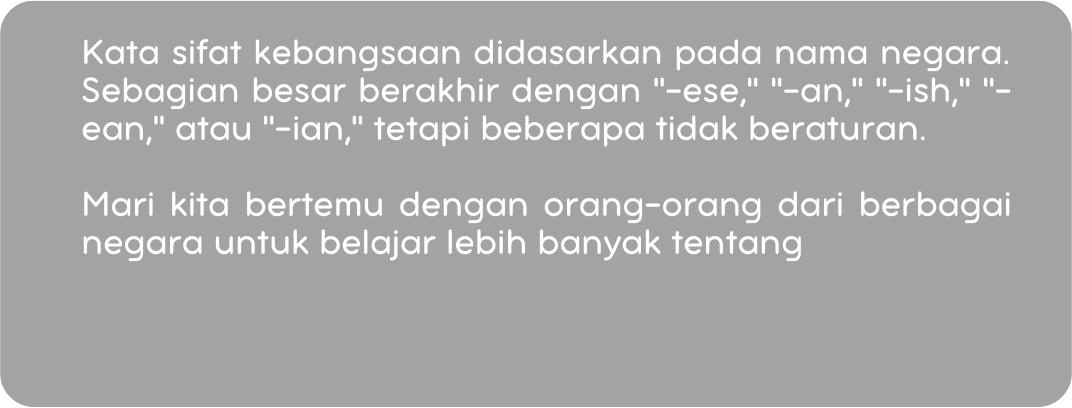 Kata sifat kebangsaan didasarkan pada nama negara.
Sebagian besar berakhir dengan "-ese," "-an," "-ish," "-
ean," atau "-ian," tetapi beberapa tidak beraturan.
Mari kita bertemu dengan orang-orang dari berbagai
negara untuk belajar lebih banyak tentang